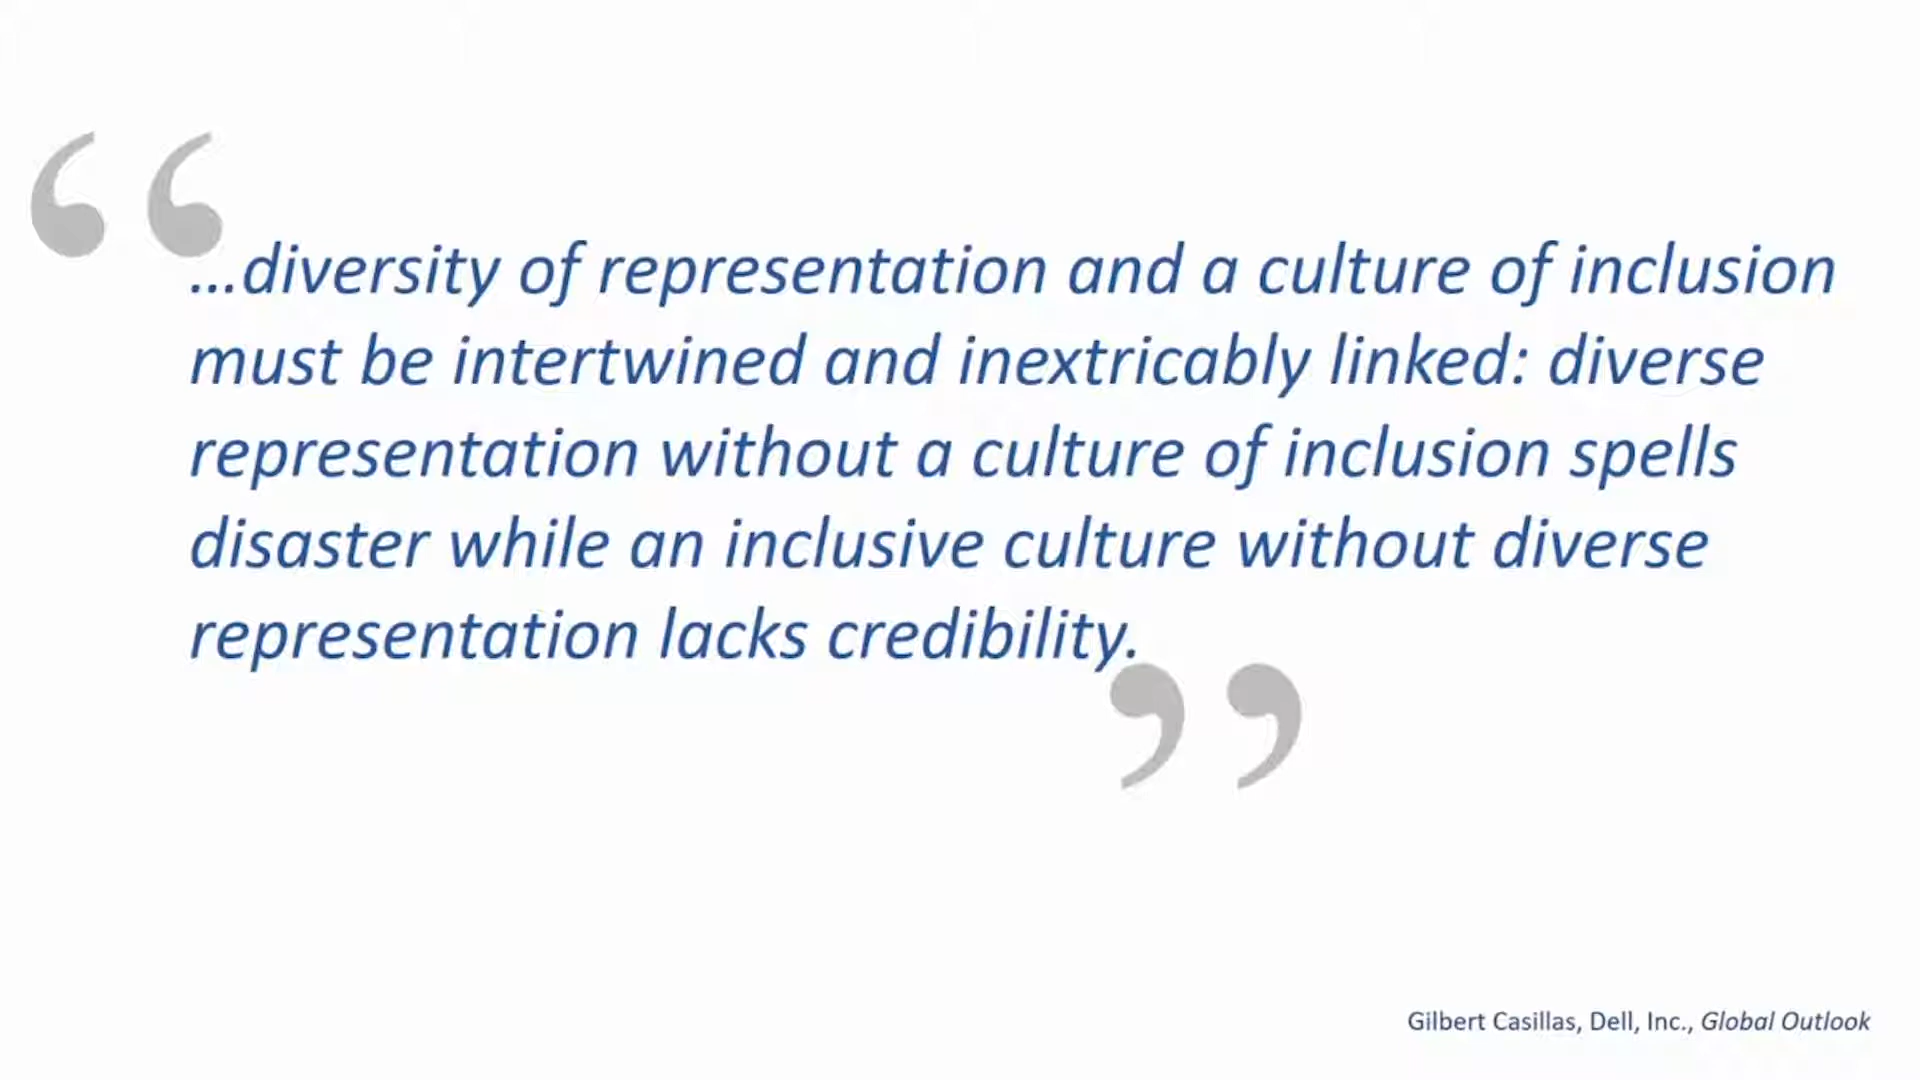 “
…diversity of representation and a culture of inclusion
must be intertwined and inextricably linked: diverse
representation without a culture of inclusion spells
disaster while an inclusive culture without diverse
representation lacks credibility.
”
Gilbert Casillas, Dell, Inc., Global Outlook